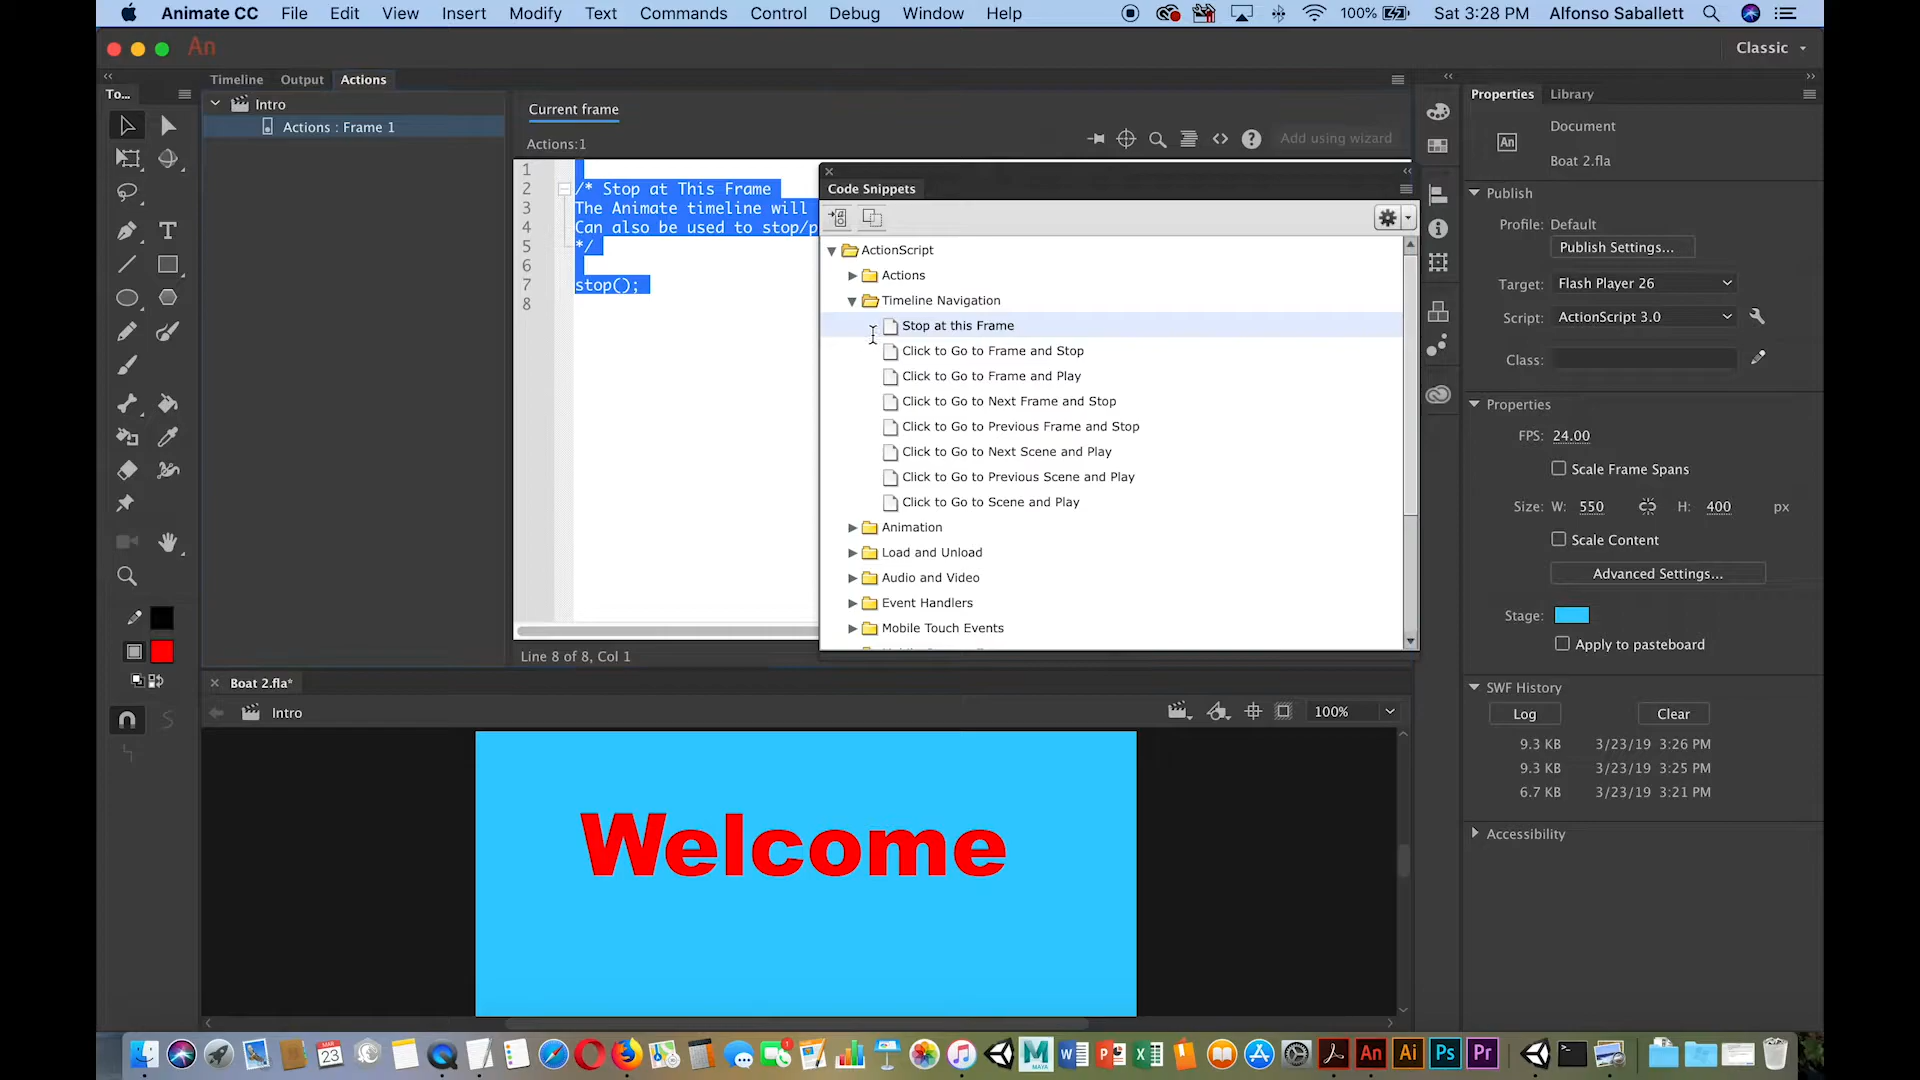 Animate CC File Edit View Insert Modify Text Commands Control Debug Window Help 100% Sat 3:28 PM Alfonso Saballett
An
Classic
To...
Timeline Output Actions
Intro
Actions : Frame 1
Current frame
Actions:1
Add using wizard
1
2 /* Stop at This Frame
3 The Animate timeline will
4 Can also be used to stop/p
5 */
6
7 stop();
8
Line 8 of 8, Col 1
Code Snippets
ActionScript
Actions
Timeline Navigation
Stop at this Frame
Click to Go to Frame and Stop
Click to Go to Frame and Play
Click to Go to Next Frame and Stop
Click to Go to Previous Frame and Stop
Click to Go to Next Scene and Play
Click to Go to Previous Scene and Play
Click to Go to Scene and Play
Animation
Load and Unload
Audio and Video
Event Handlers
Mobile Touch Events
Properties Library
An
Document
Boat 2.fla
Publish
Profile: Default
Publish Settings...
Target: Flash Player 26
Script: ActionScript 3.0
Class:
Properties
FPS: 24.00
Scale Frame Spans
Size: W: 550 H: 400 px
Scale Content
Advanced Settings...
Stage:
Apply to pasteboard
SWF History
Log Clear
9.3 KB 3/23/19 3:26 PM
9.3 KB 3/23/19 3:25 PM
6.7 KB 3/23/19 3:21 PM
Accessibility
Boat 2.fla*
Intro
100%
Welcome
MAR
23
1
M
MAYA
W P X
An Ai Ps Pr